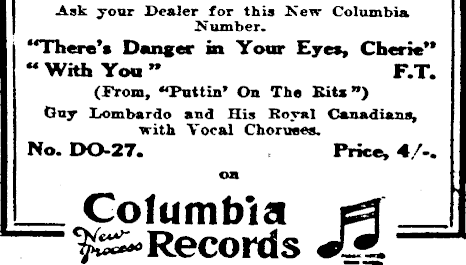 Ask your Dealer for this New Columbia
Number.
"There's Danger in Your Eyes, Cherie"
"With You" F.T.
(From, "Puttin' On The Ritz")
Guy Lombardo and His Royal Canadians,
with Vocal Choruses.
No. DO-27. Price, 4/-.
on
Columbia
New Process Records